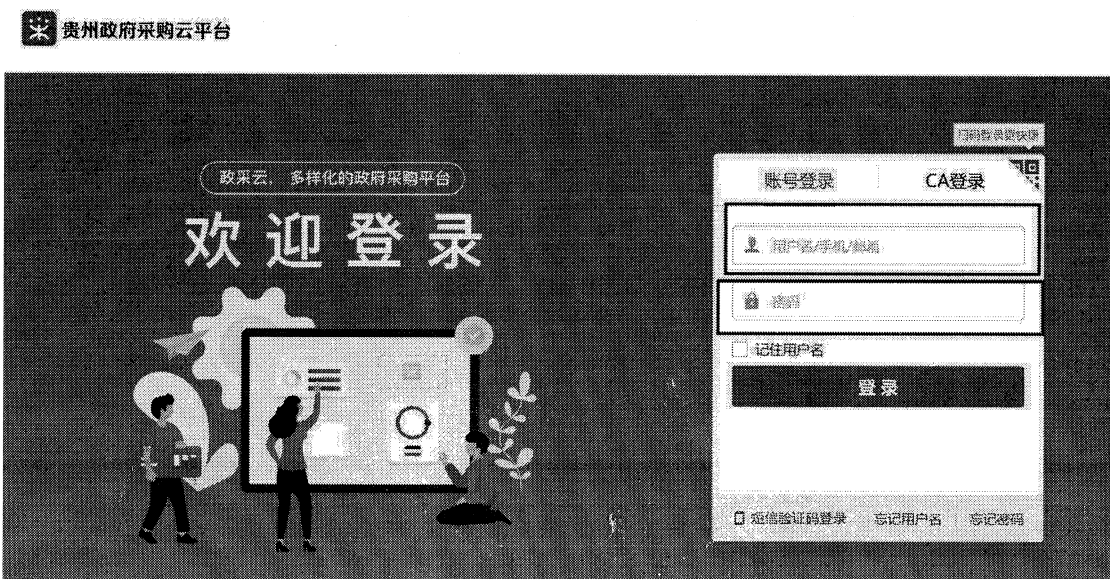 贵州政府采购云平台
扫码登录更快捷
政采云，多样化的政府采购平台
欢迎登录
账号登录
CA登录
用户名/手机/邮箱
密码
记住用户名
登录
短信验证码登录
忘记用户名
忘记密码